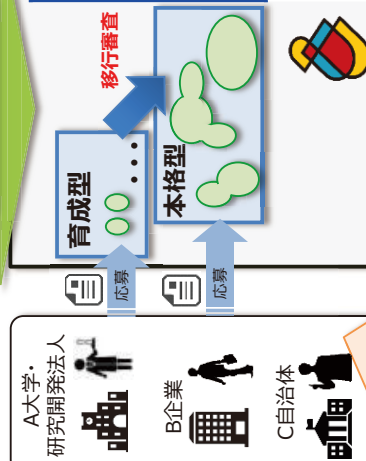 A大学・
研究開発法人
B企業
C自治体
応募
応募
育成型
・・・
移行審査
本格型